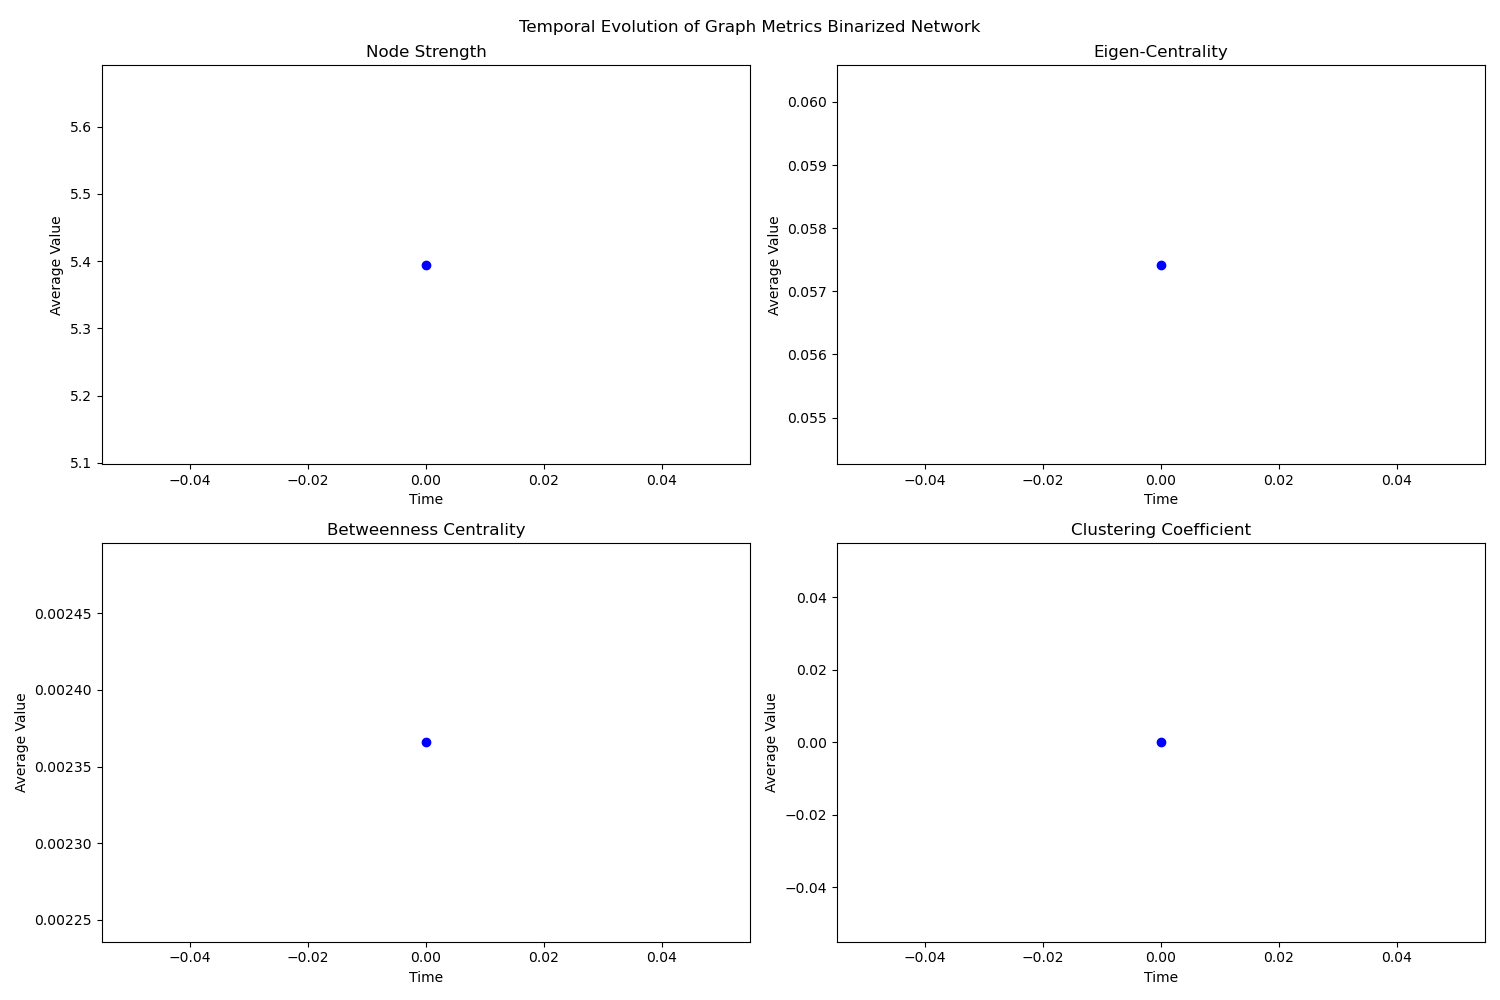 Temporal Evolution of Graph Metrics Binarized Network
Node Strength
5.6
5.5
5.4
5.3
5.2
5.1
Average Value
−0.04 −0.02 0.00 0.02 0.04
Time
Eigen-Centrality
0.060
0.059
0.058
0.057
0.056
0.055
Average Value
−0.04 −0.02 0.00 0.02 0.04
Time
Betweenness Centrality
0.00245
0.00240
0.00235
0.00230
0.00225
Average Value
−0.04 −0.02 0.00 0.02 0.04
Time
Clustering Coefficient
0.04
0.02
0.00
−0.02
−0.04
Average Value
−0.04 −0.02 0.00 0.02 0.04
Time